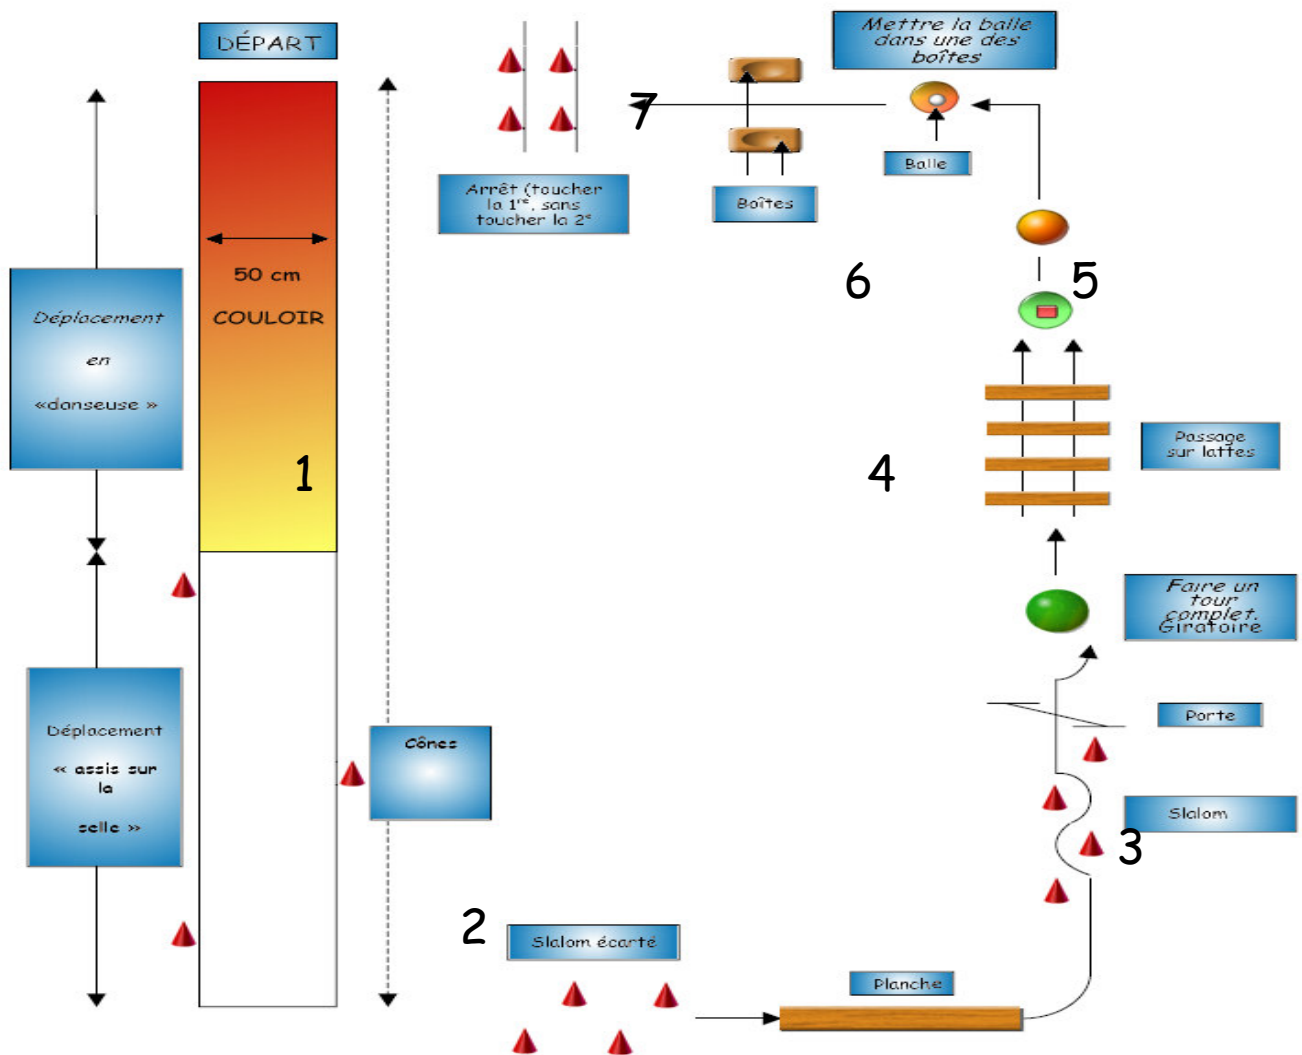 DÉPART
50 cm
COULOIR
1
Déplacement
en
«danseuse »
Déplacement
« assis sur
la
selle »
Cônes
2
Slalom écarté
Planche
3
Slalom
Porte
Faire un
tour
complet.
Giratoire
4
Passage
sur lattes
5
6
Mettre la balle
dans une des
boîtes
Balle
Boîtes
7
Arrêt (toucher
la 1re, sans
toucher la 2e